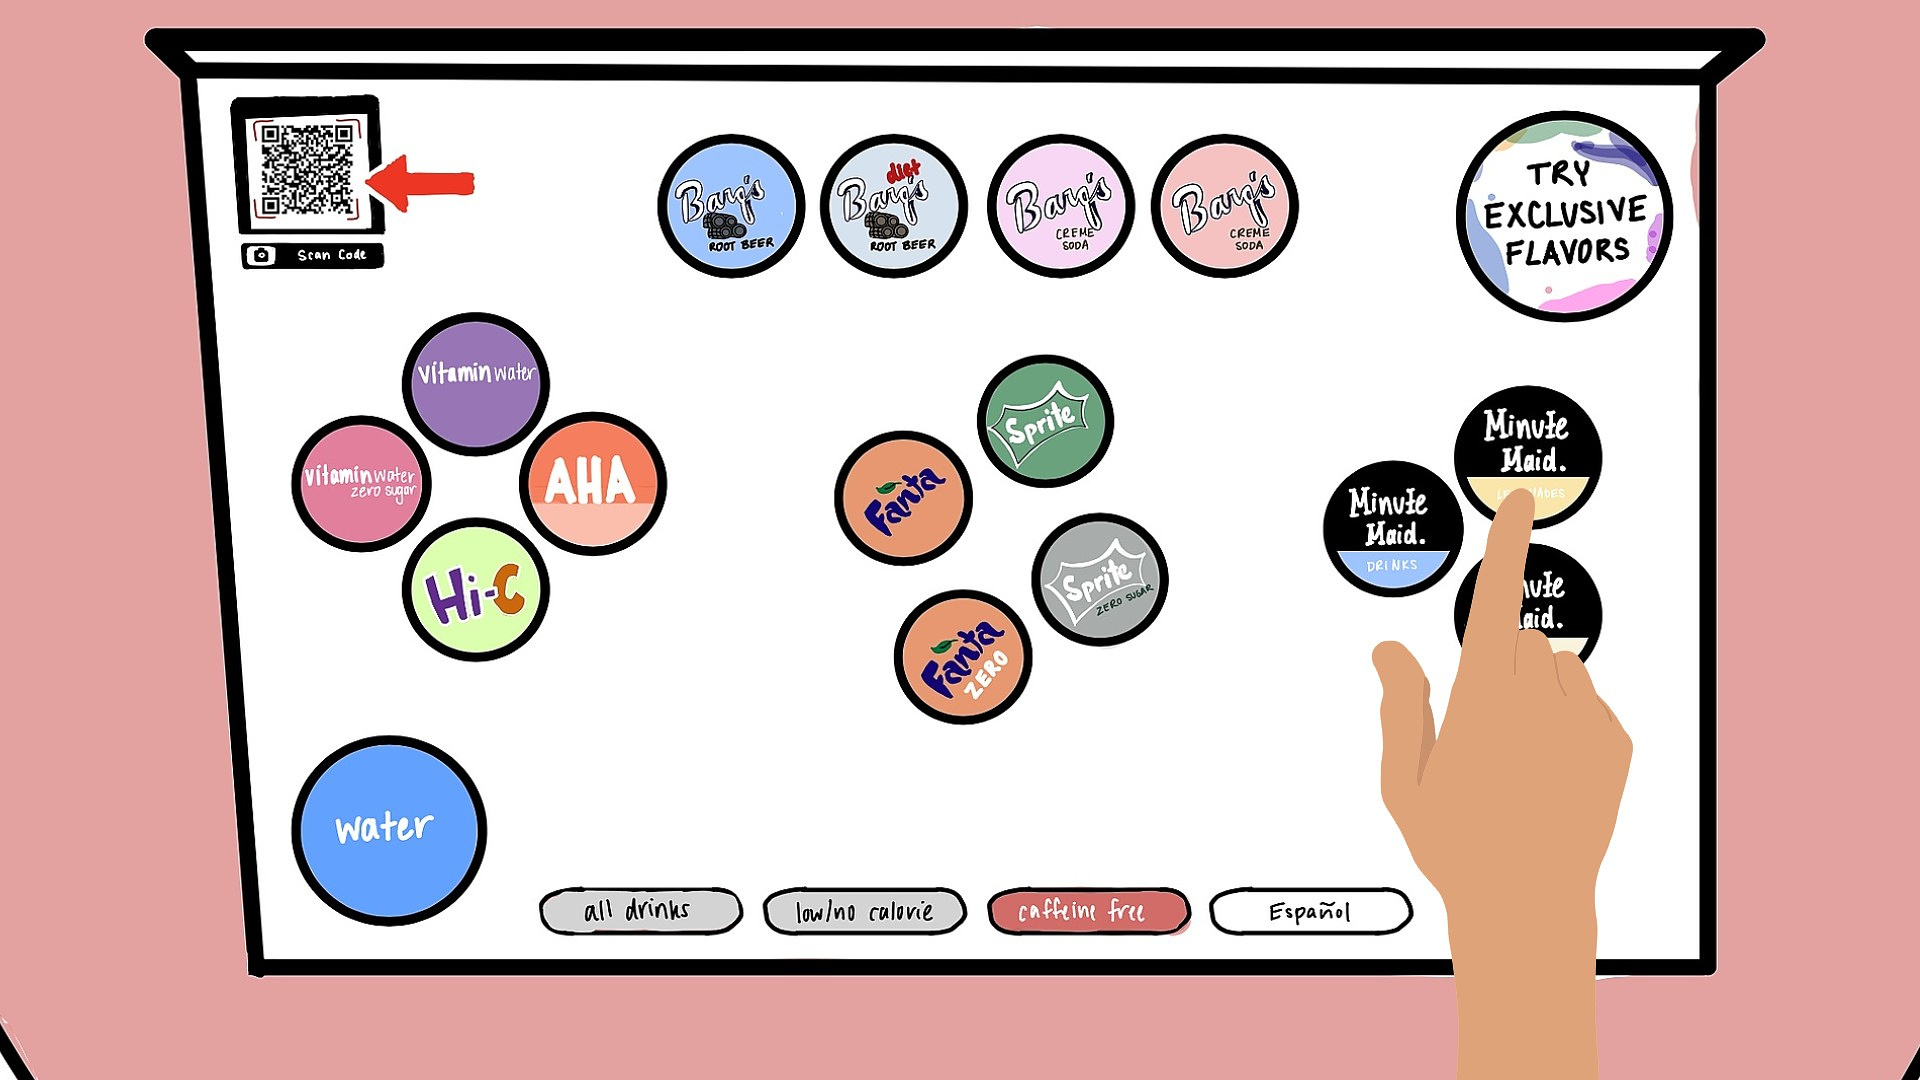 Scan Code
Barq's
ROOT BEER
diet
Barq's
ROOT BEER
Barq's
CREME
SODA
Barq's
CREME
SODA
TRY
EXCLUSIVE
FLAVORS
vitamin water
vitamin water
zero sugar
AHA
Hi-C
Sprite
Fanta
Sprite
ZERO SUGAR
Fanta
ZERO
Minute
Maid.
Minute
Maid.
DRINKS
water
all drinks
low/no calorie
caffeine free
Español